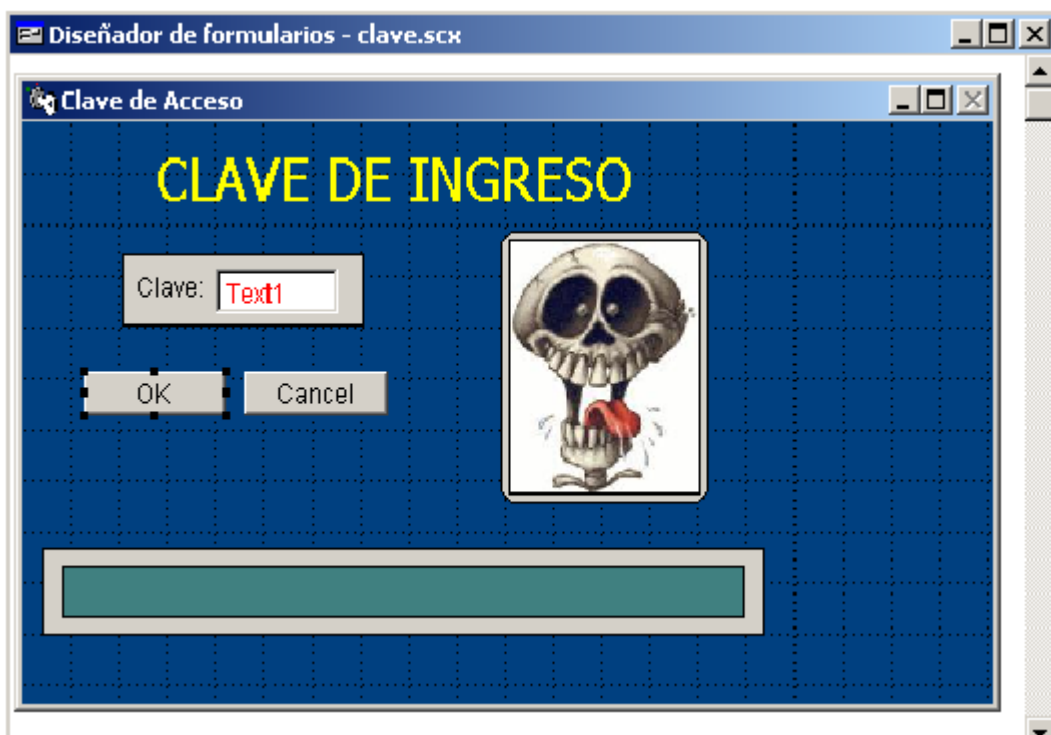 Diseñador de formularios - clave.scx
Clave de Acceso
CLAVE DE INGRESO
Clave: Text1
OK Cancel